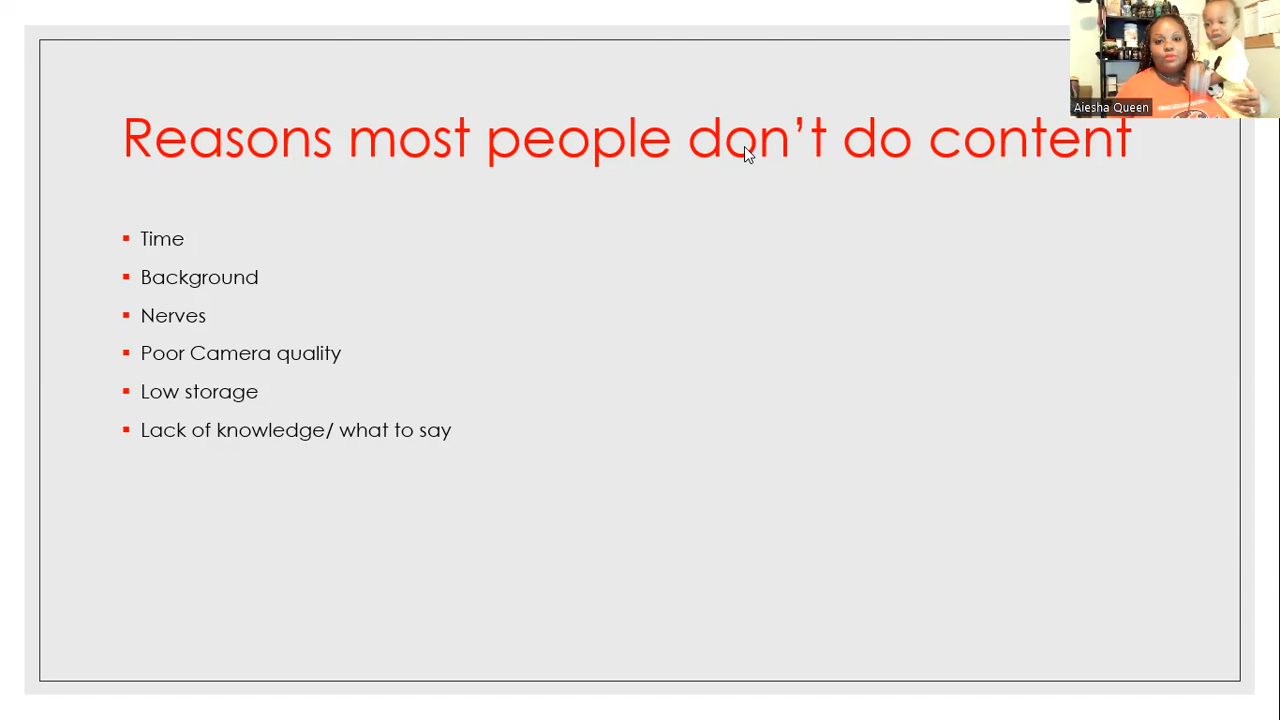 Reasons most people don’t do content
Time
Background
Nerves
Poor Camera quality
Low storage
Lack of knowledge/ what to say
Aiesha Queen